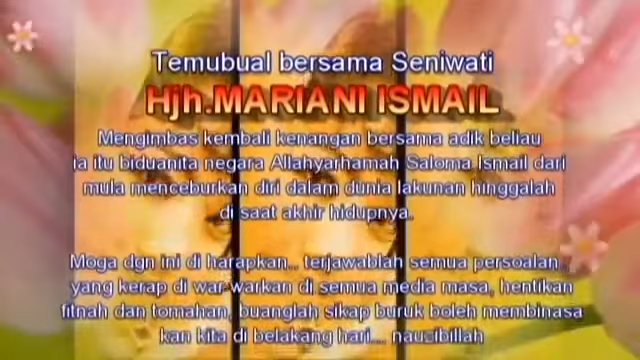 Temubual bersama Seniwati
Hjh.MARIANI ISMAIL
Mengimbas kembali kenangan bersama adik beliau
ia itu biduanita negara Allahyarhamah Saloma Ismail dari
mula menceburkan diri dalam dunia lakunan hinggalah
di saat akhir hidupnya.
Moga dgn ini di harapkan.. terjawablah semua persoalan..
yang kerap di war-warkan di semua media masa, hentikan
fitnah dan tomahan, buanglah sikap buruk boleh membinasa
kan kita di belakang hari... nauzibillah